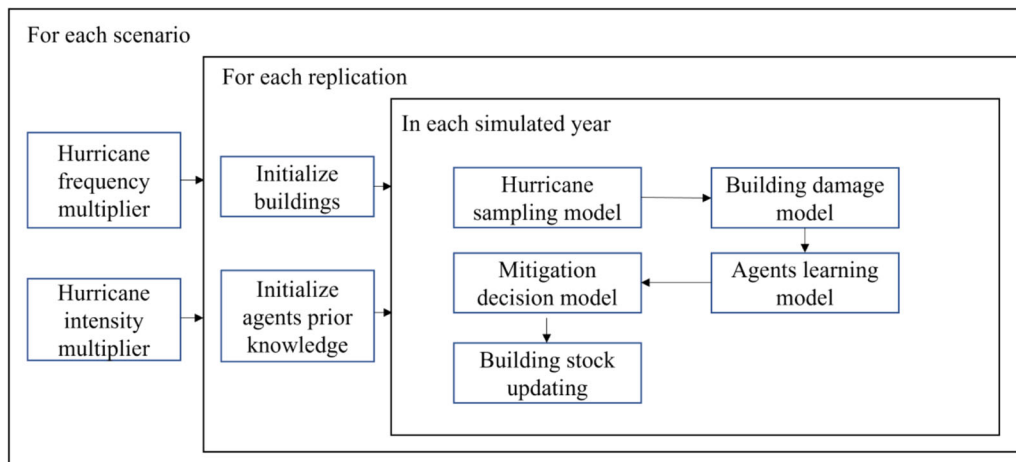 For each scenario
For each replication
In each simulated year
Hurricane
frequency
multiplier
Initialize
buildings
Hurricane
sampling model
Building damage
model
Hurricane
intensity
multiplier
Initialize
agents prior
knowledge
Mitigation
decision model
Agents learning
model
Building stock
updating